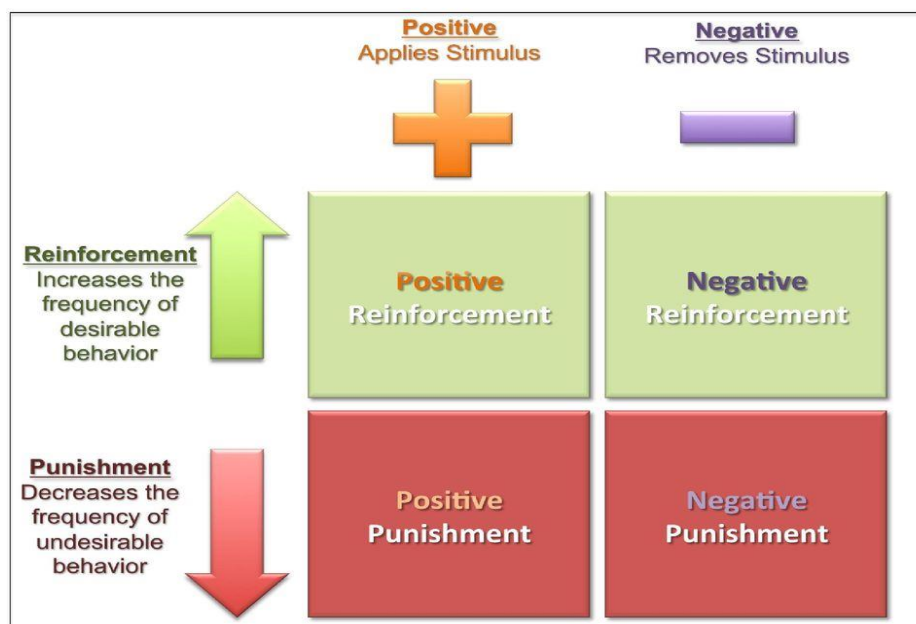 Positive
Applies Stimulus
Negative
Removes Stimulus
Reinforcement
Increases the
frequency of
desirable
behavior
Positive
Reinforcement
Negative
Reinforcement
Punishment
Decreases the
frequency of
undesirable
behavior
Positive
Punishment
Negative
Punishment